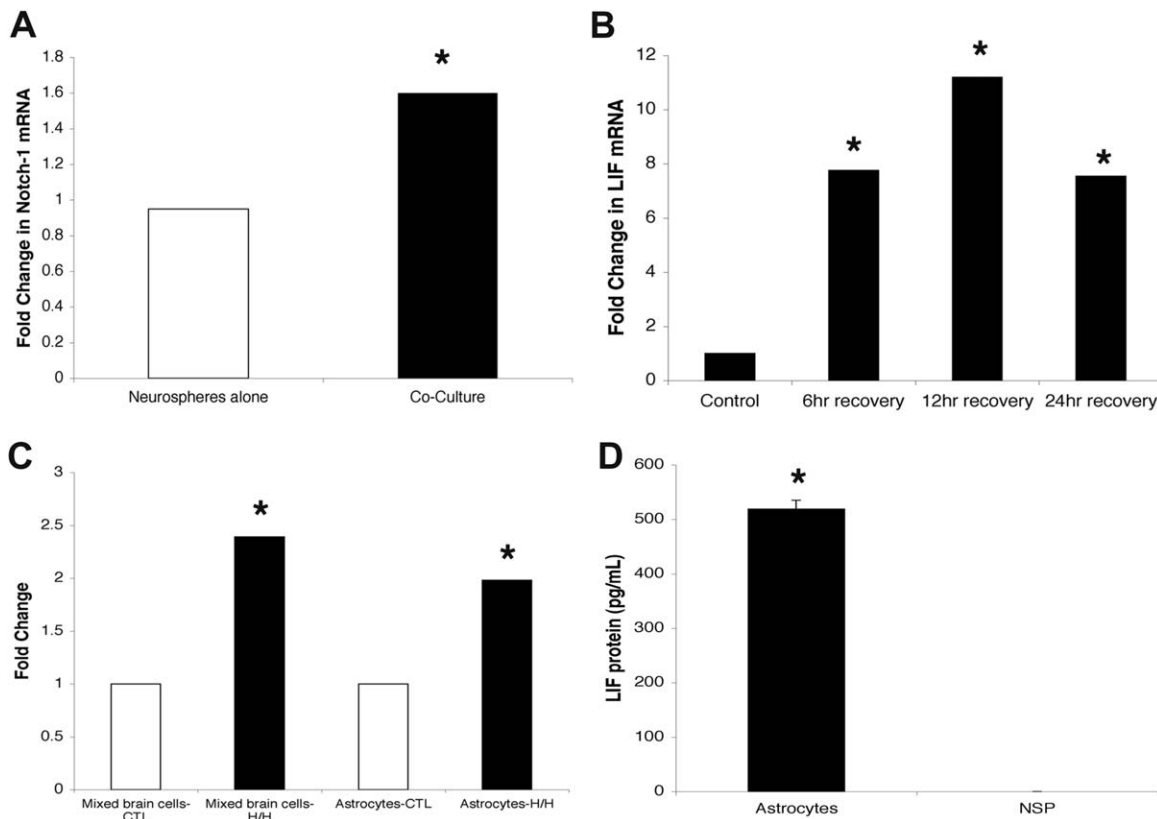 A
Fold Change in Notch-1 mRNA
1.8
*
1.6
1.4
1.2
1
0.8
0.6
0.4
0.2
0
Neurospheres alone
Co-Culture
B
Fold Change in LIF mRNA
12
*
10
8
*
*
6
4
2
0
Control
6hr recovery
12hr recovery
24hr recovery
C
Fold Change
3
2.5
*
2
*
1.5
1
0.5
0
Mixed brain cells-
CTL
Mixed brain cells-
H/H
Astrocytes-CTL
Astrocytes-H/H
D
LIF protein (pg/mL)
600
*
500
400
300
200
100
0
Astrocytes
NSP